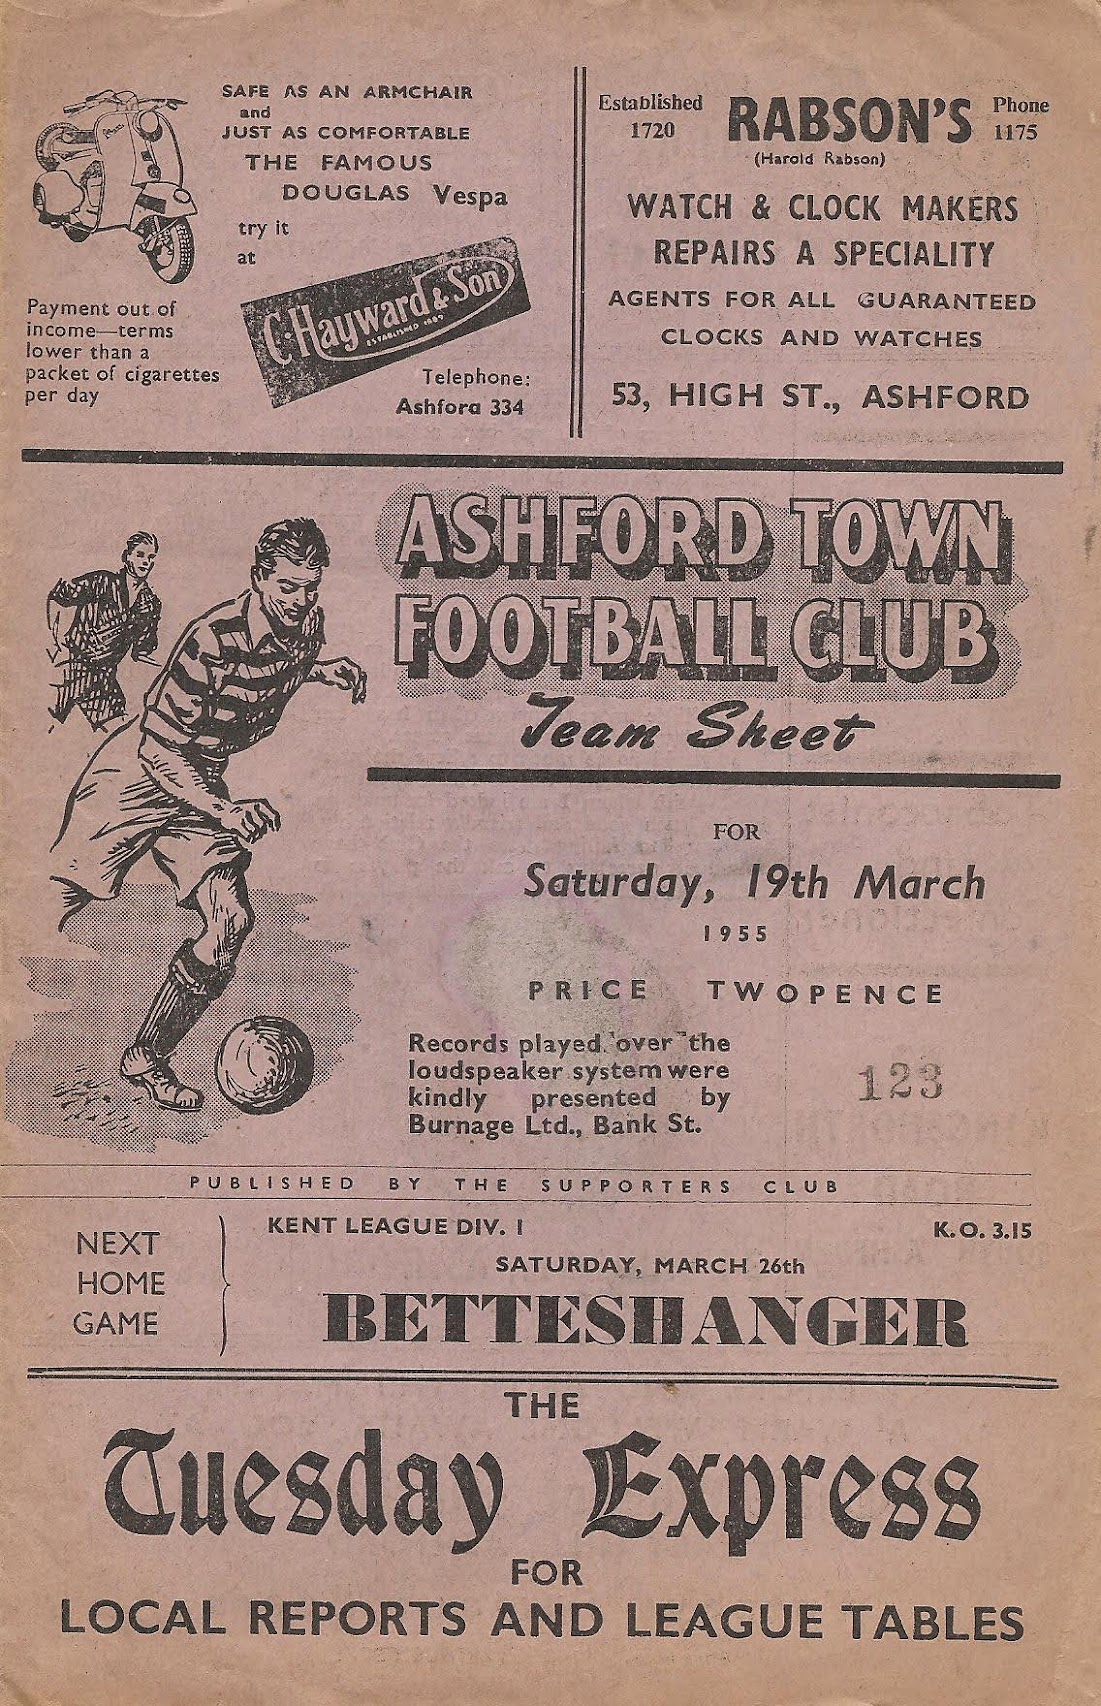 SAFE AS AN ARMCHAIR
and
JUST AS COMFORTABLE
THE FAMOUS
DOUGLAS Vespa
try it
at
C. Hayward & Son
ESTABLISHED
Payment out of
income—terms
lower than a
packet of cigarettes
per day
Telephone:
Ashford 334
Established
1720
RABSON'S
Phone
1175
(Harold Rabson)
WATCH & CLOCK MAKERS
REPAIRS A SPECIALITY
AGENTS FOR ALL GUARANTEED
CLOCKS AND WATCHES
53, HIGH ST., ASHFORD
ASHFORD TOWN
FOOTBALL CLUB
Team Sheet
FOR
Saturday, 19th March
1955
PRICE TWOPENCE
Records played over the
loudspeaker system were
kindly presented by
Burnage Ltd., Bank St.
123
PUBLISHED BY THE SUPPORTERS CLUB
NEXT
HOME
GAME
KENT LEAGUE DIV. I
K.O. 3.15
SATURDAY, MARCH 26th
BETTESHANGER
THE
Tuesday Express
FOR
LOCAL REPORTS AND LEAGUE TABLES